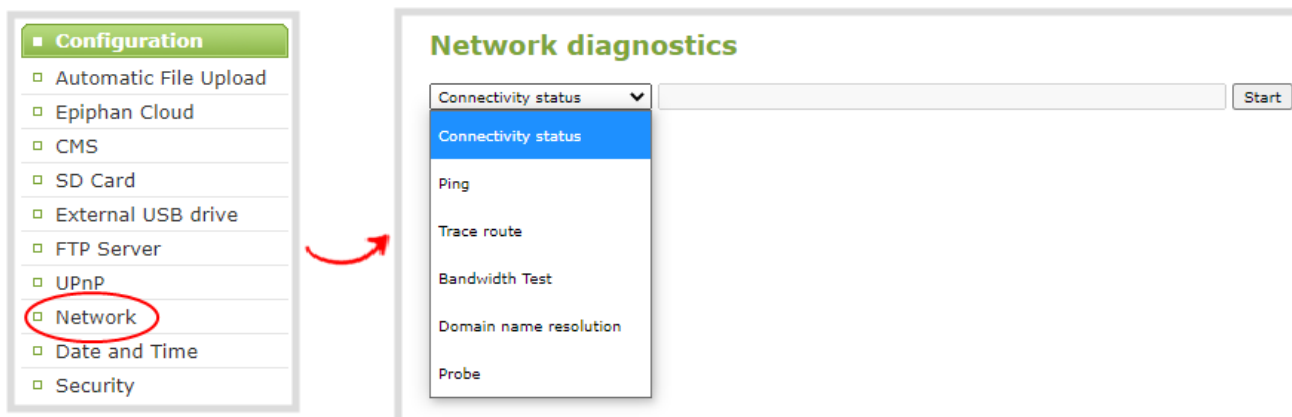 Configuration
Automatic File Upload
Epiphan Cloud
CMS
SD Card
External USB drive
FTP Server
UPnP
Network
Date and Time
Security
Network diagnostics
Connectivity status Start
Connectivity status
Ping
Trace route
Bandwidth Test
Domain name resolution
Probe